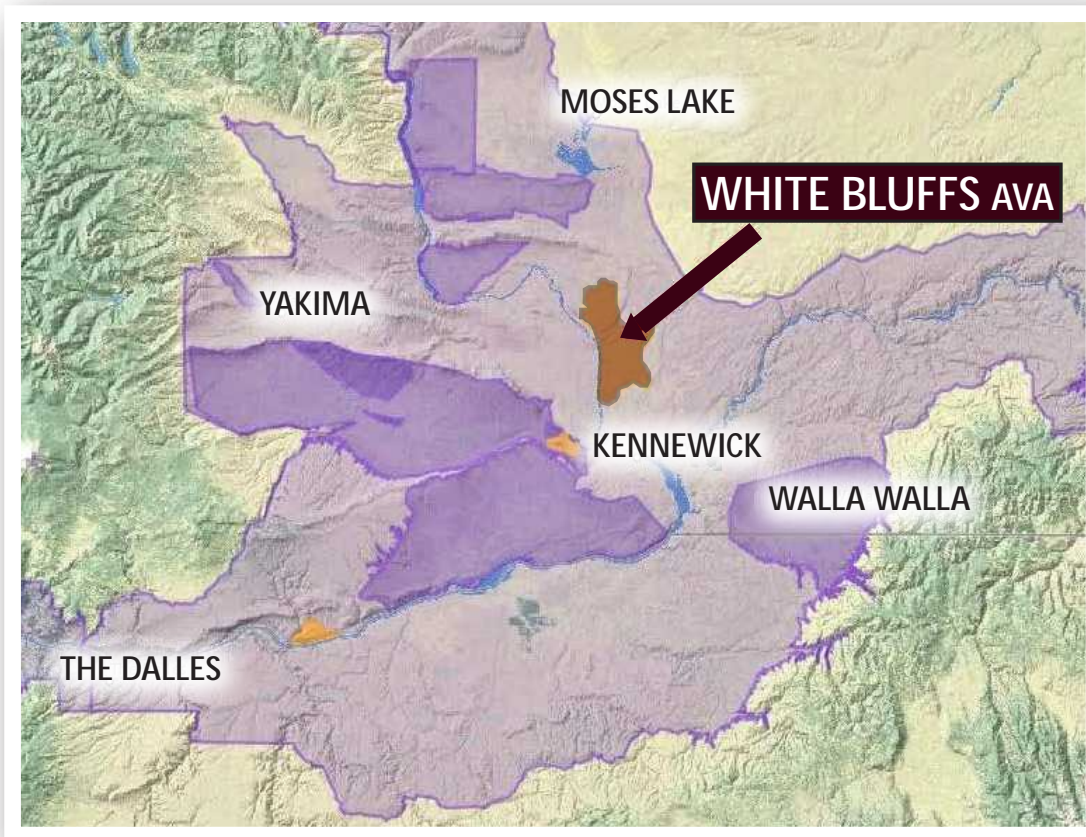 MOSES LAKE
WHITE BLUFFS AVA
YAKIMA
KENNEWICK
WALLA WALLA
THE DALLES